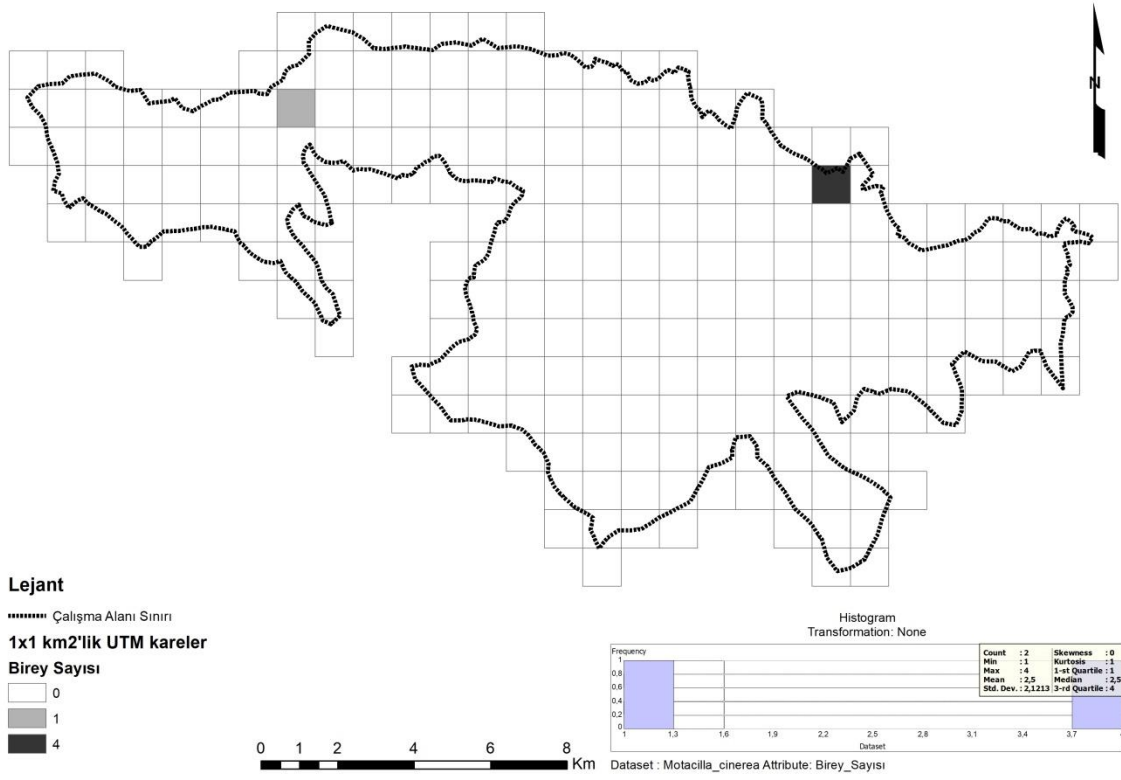 N
Lejant
Çalışma Alanı Sınırı
1x1 km2'lik UTM kareler
Birey Sayısı
0
1
4
0 1 2 4 6 8
Km
Histogram
Transformation: None
Frequency
1
0,8
0,6
0,4
0,2
0
1 1,3 1,6 1,9 2,2 2,5 2,8 3,1 3,4 3,7
Dataset
Count : 2 Skewness : 0
Min : 1 Kurtosis : 1
Max : 4 1-st Quartile : 1
Mean : 2,5 Median : 2,5
Std. Dev. : 2,1213 3-rd Quartile : 4
Dataset : Motacilla_cinerea Attribute: Birey_Sayısı